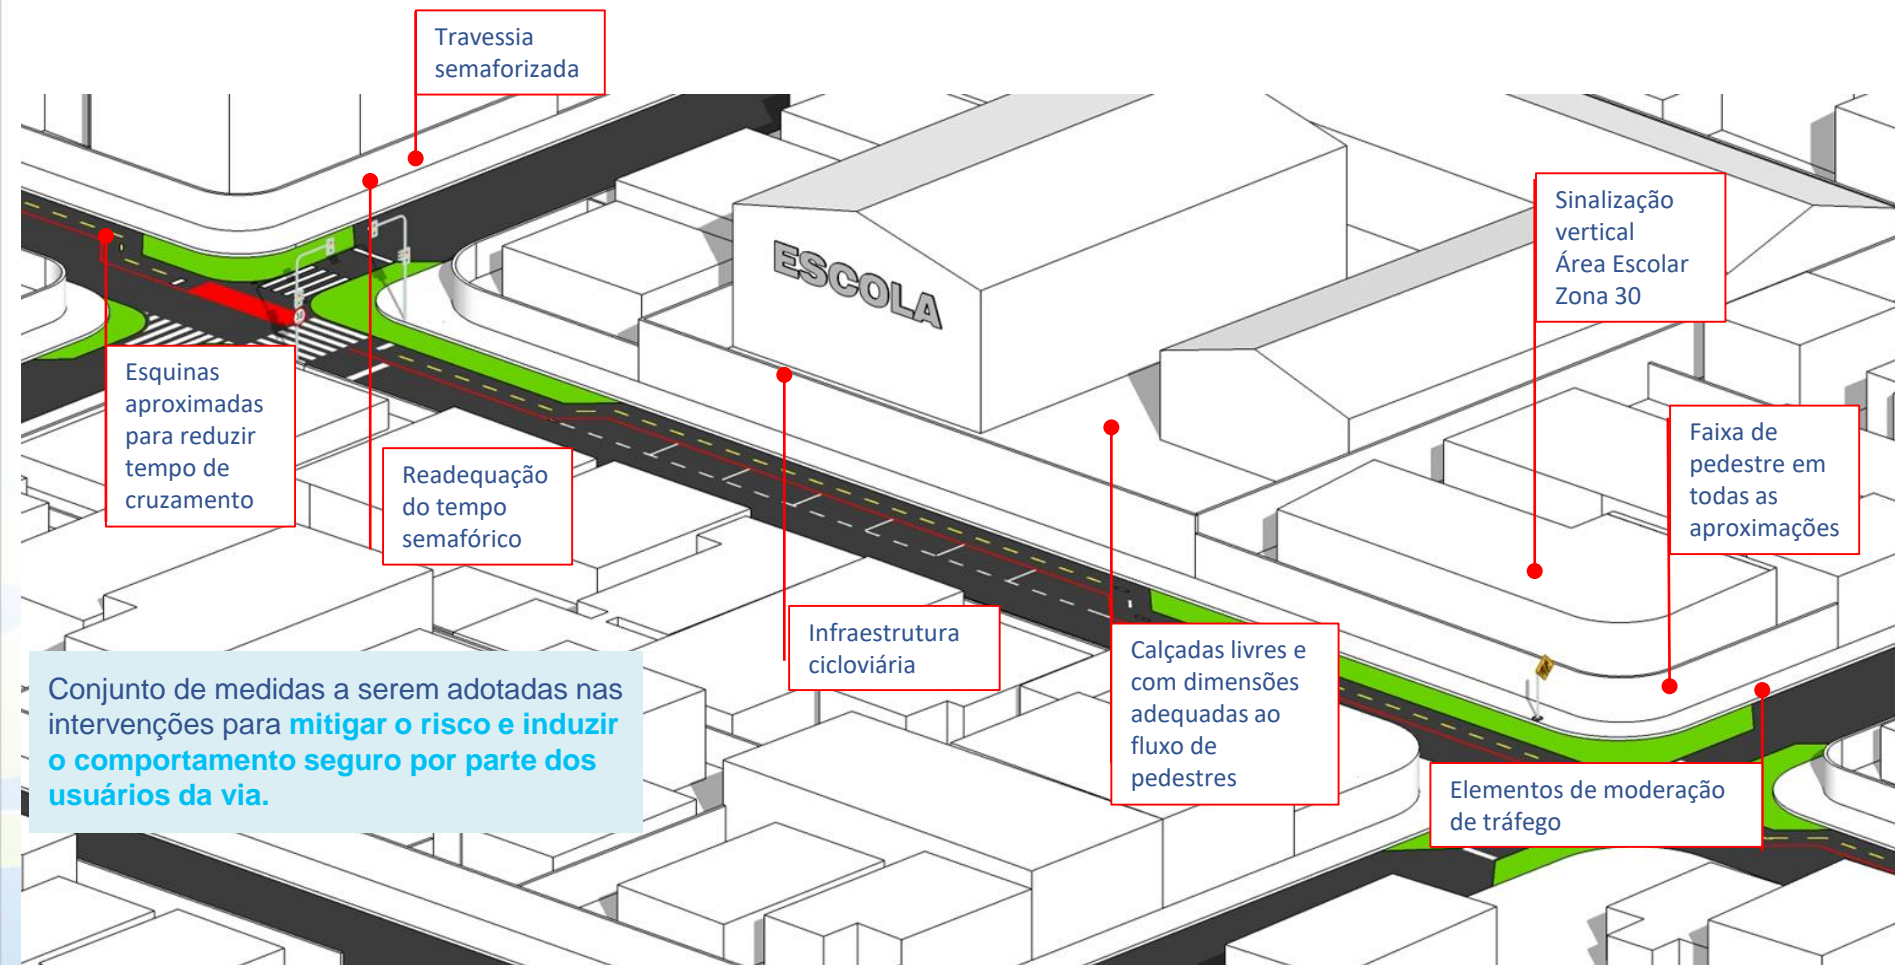 Travessia
semaforizada
ESCOLA
Sinalização
vertical
Área Escolar
Zona 30
30
Esquinas
aproximadas
para reduzir
tempo de
cruzamento
Readequação
do tempo
semafórico
Faixa de
pedestre em
todas as
aproximações
Infraestrutura
cicloviária
Calçadas livres e
com dimensões
adequadas ao
fluxo de
pedestres
Conjunto de medidas a serem adotadas nas
intervenções para mitigar o risco e induzir
o comportamento seguro por parte dos
usuários da via.
Elementos de moderação
de tráfego